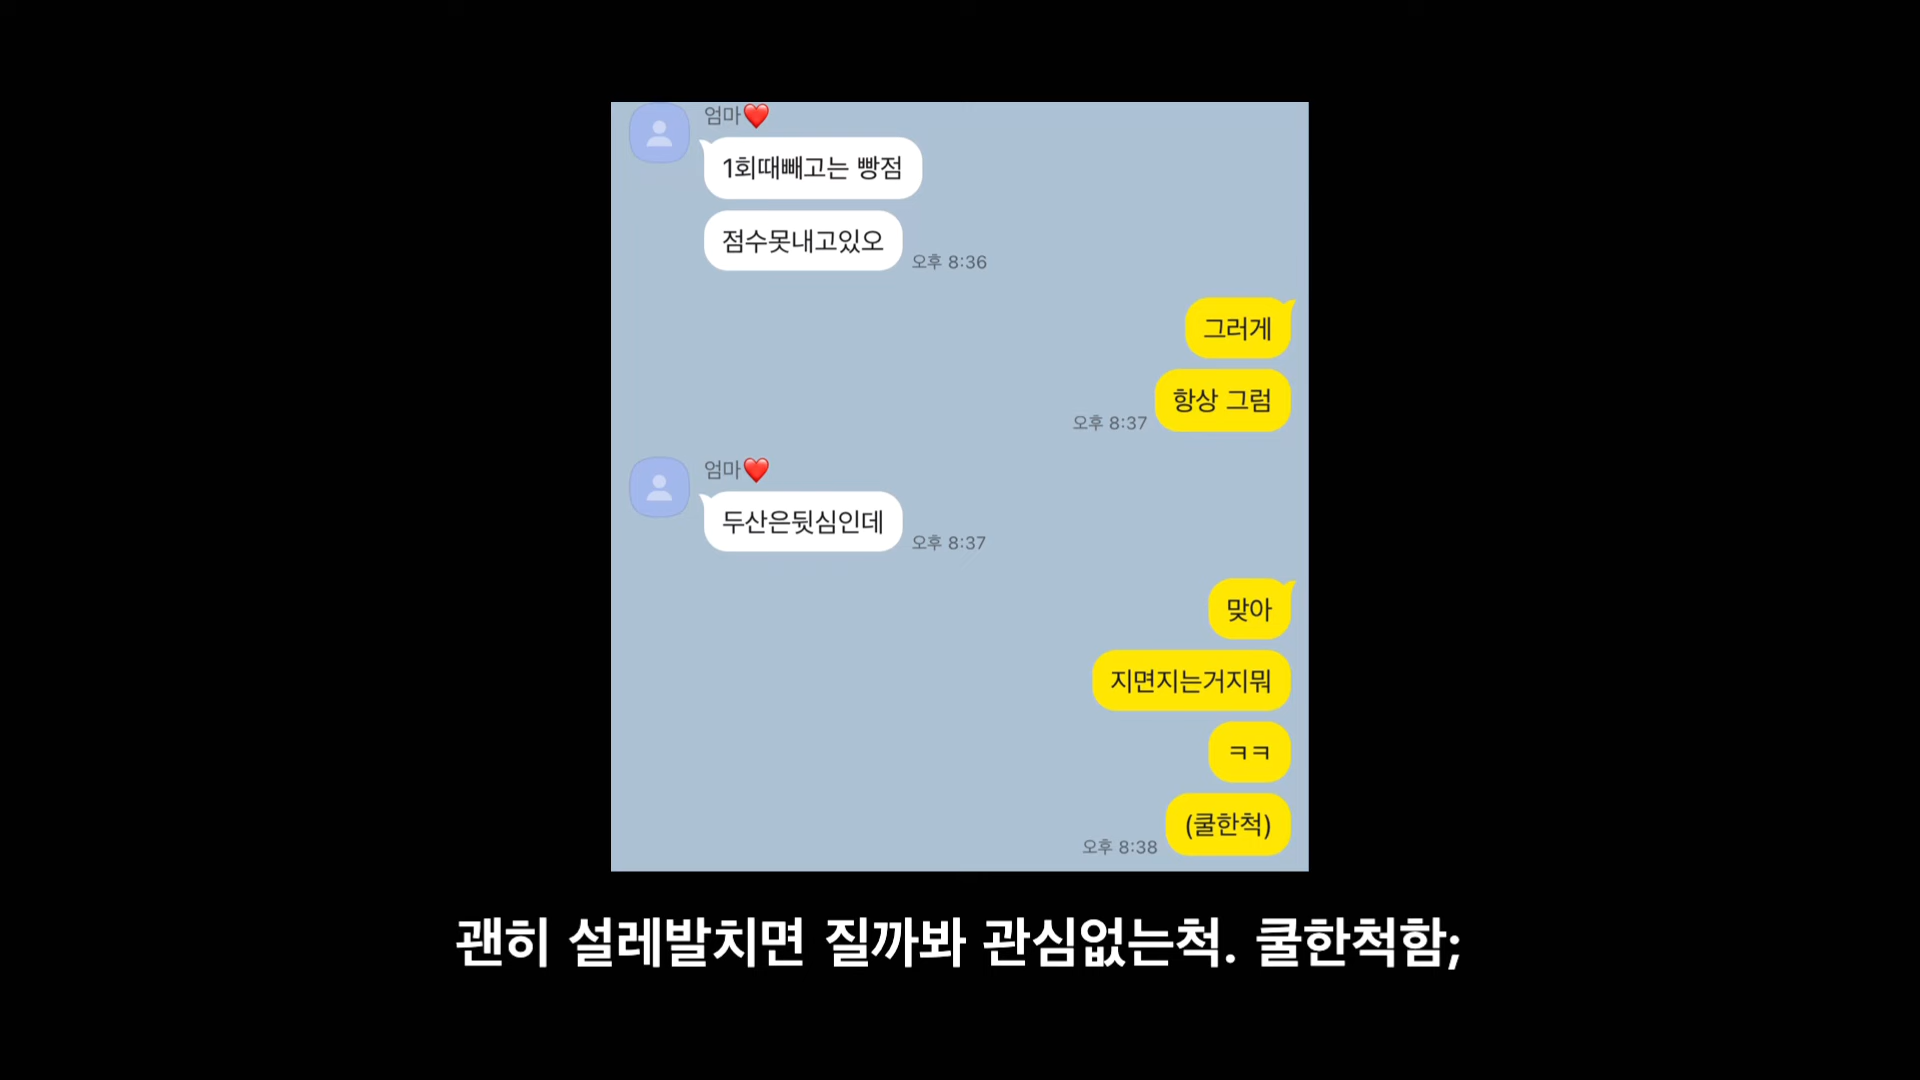 엄마❤️
1회때빼고는 빵점
점수못내고있오
오후 8:36
그러게
항상 그럼
오후 8:37
엄마❤️
두산은뒷심인데
오후 8:37
맞아
지면지는거지뭐
ㅋㅋ
(쿨한척)
오후 8:38
괜히 설레발치면 질까봐 관심없는척. 쿨한척함;